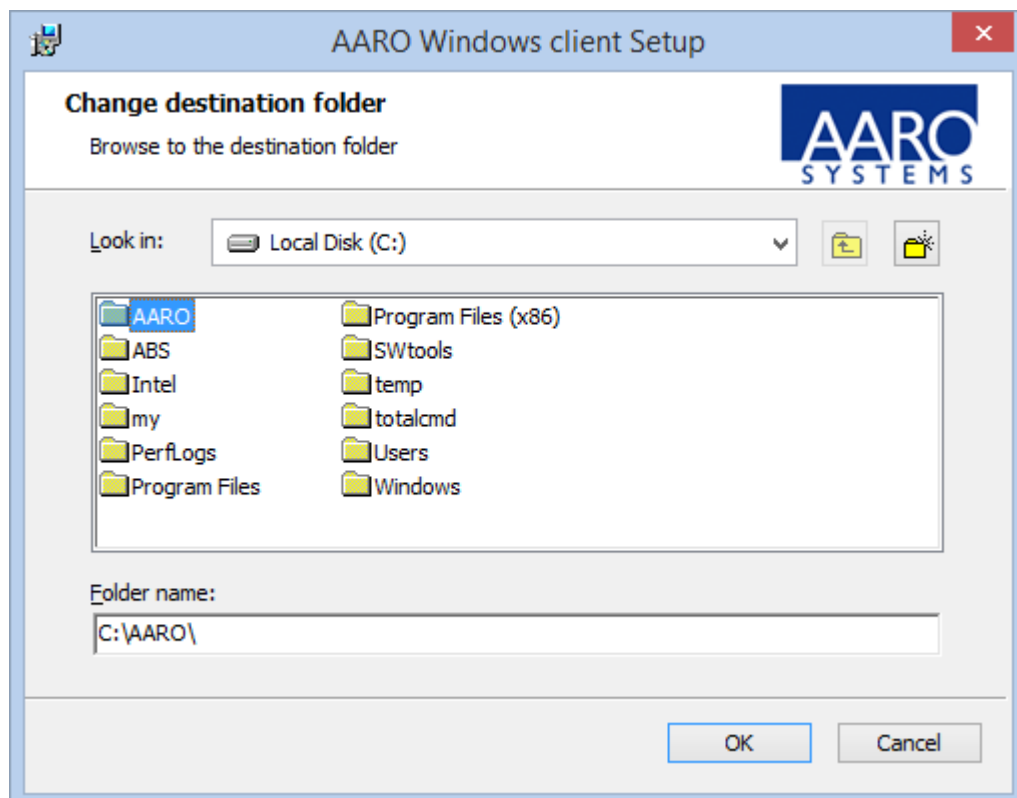 AARO Windows client Setup
Change destination folder
Browse to the destination folder
AARO
SYSTEMS
Look in:
Local Disk (C:)
AARO
ABS
Intel
my
PerfLogs
Program Files
Program Files (x86)
SWtools
temp
totalcmd
Users
Windows
Folder name:
C:\AARO\
OK
Cancel